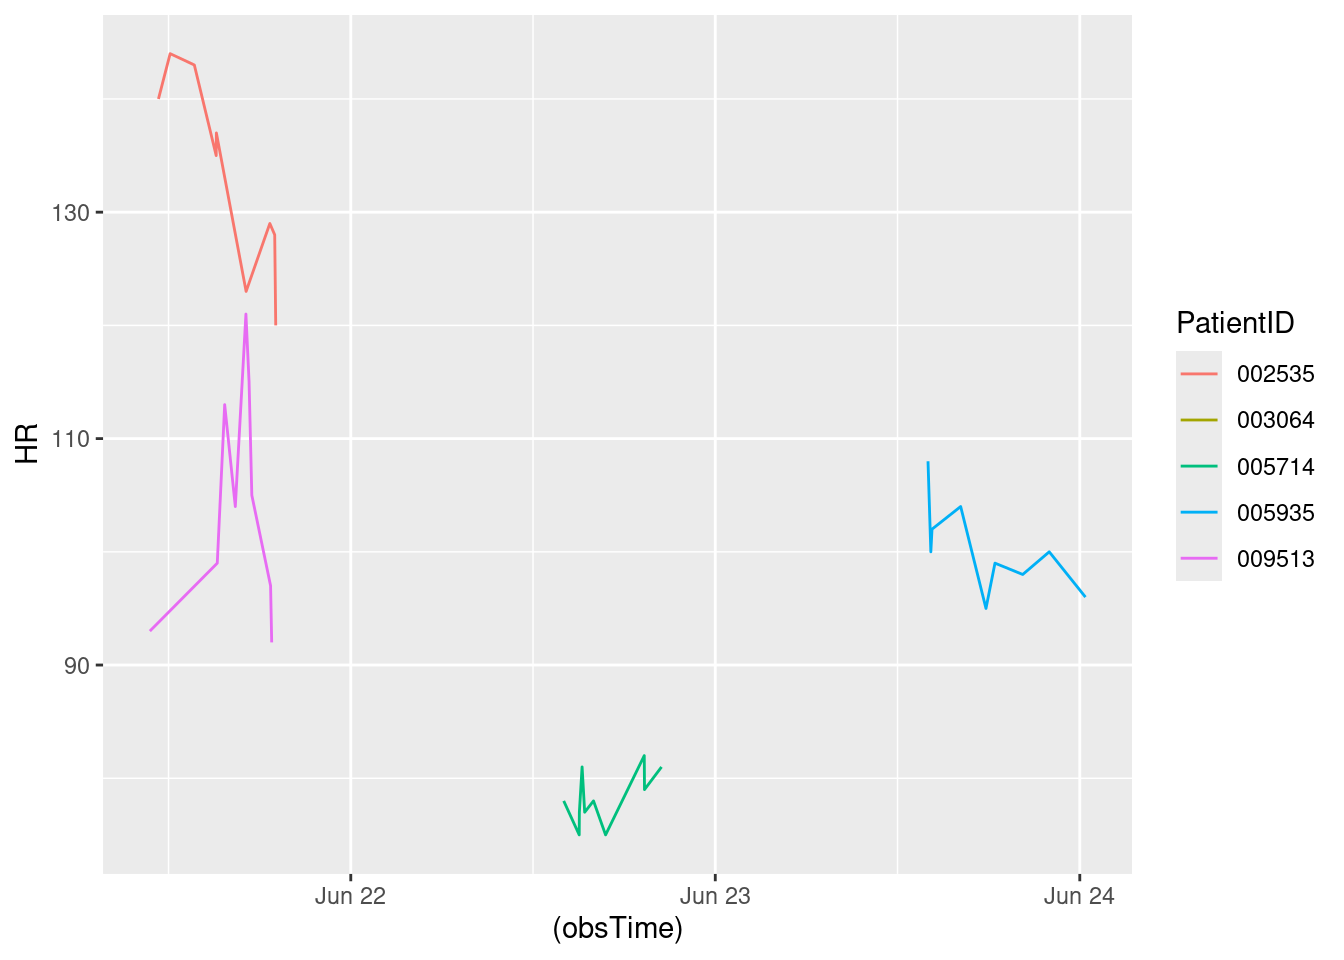 130
110
90
HR
Jun 22
Jun 23
Jun 24
(obsTime)
PatientID
002535
003064
005714
005935
009513